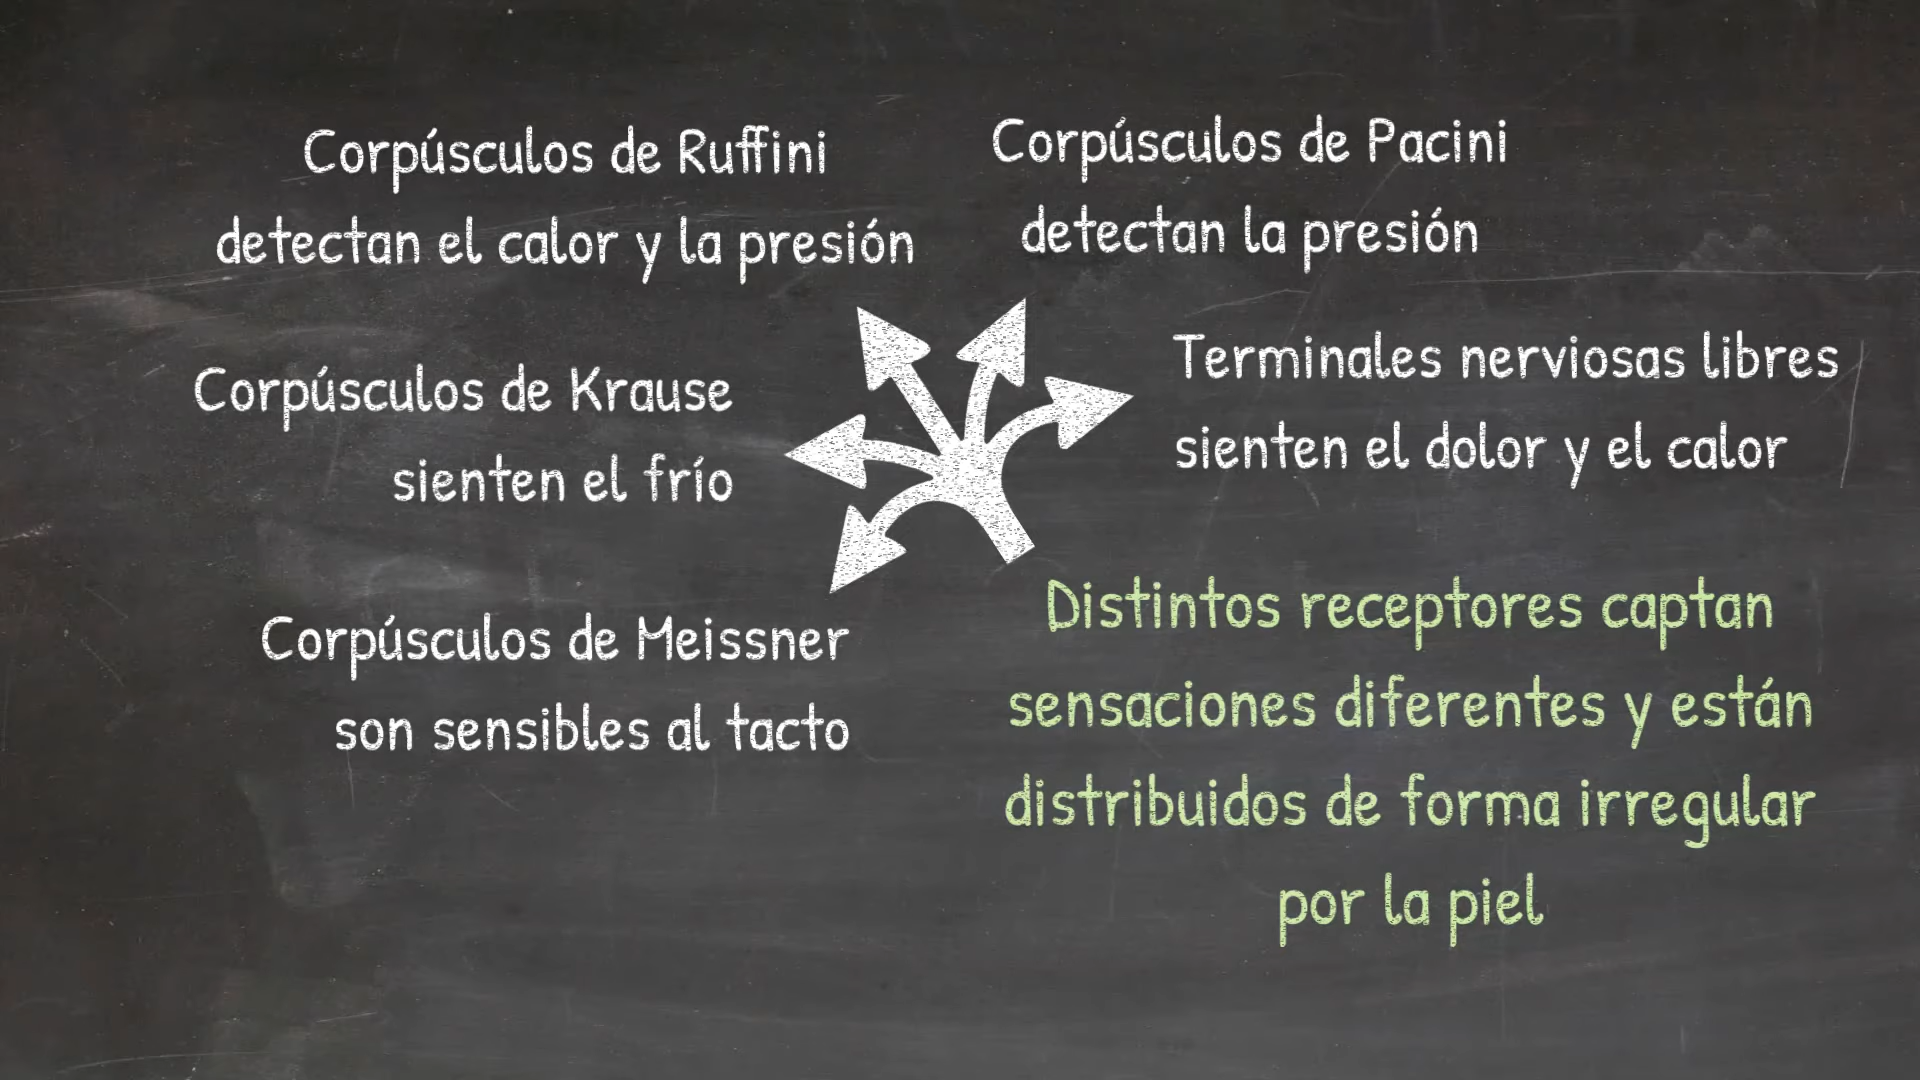 Corpúsculos de Ruffini
detectan el calor y la presión
Corpúsculos de Pacini
detectan la presión
Corpúsculos de Krause
sienten el frío
Terminales nerviosas libres
sienten el dolor y el calor
Corpúsculos de Meissner
son sensibles al tacto
Distintos receptores captan
sensaciones diferentes y están
distribuidos de forma irregular
por la piel